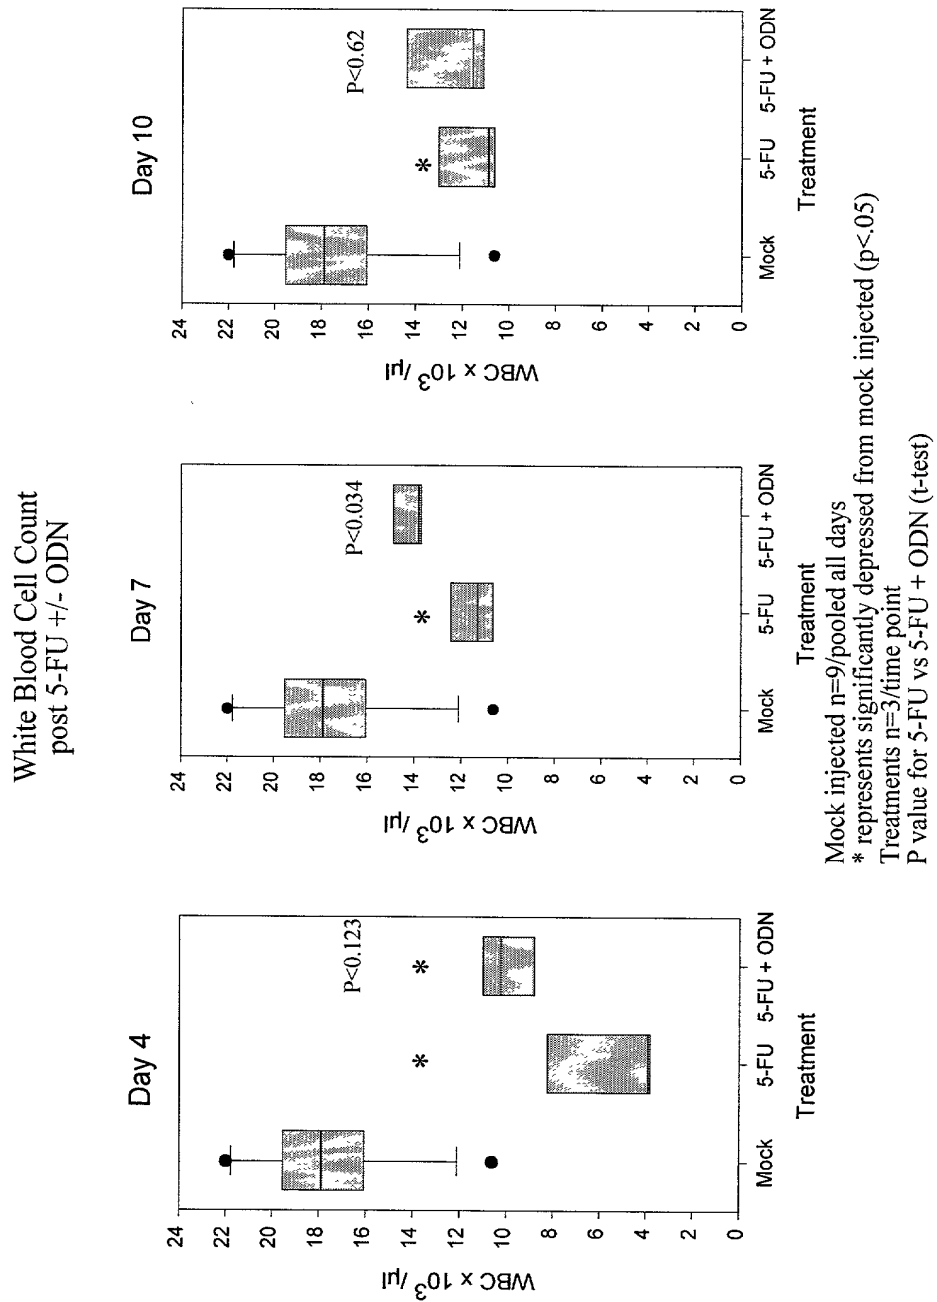 White Blood Cell Count
post 5-FU +/- ODN
Day 4
24
22
20
18
16
14
12
10
8
6
4
2
0
WBC x 10³/µl
P<0.123
*
*
Mock
5-FU
5-FU + ODN
Treatment
Day 7
24
22
20
18
16
14
12
10
8
6
4
2
0
WBC x 10³/µl
P<0.034
*
Mock
5-FU
5-FU + ODN
Treatment
Day 10
24
22
20
18
16
14
12
10
8
6
4
2
0
WBC x 10³/µl
P<0.62
*
Mock
5-FU
5-FU + ODN
Treatment
Mock injected n=9/pooled all days
* represents significantly depressed from mock injected (p<.05)
Treatments n=3/time point
P value for 5-FU vs 5-FU + ODN (t-test)